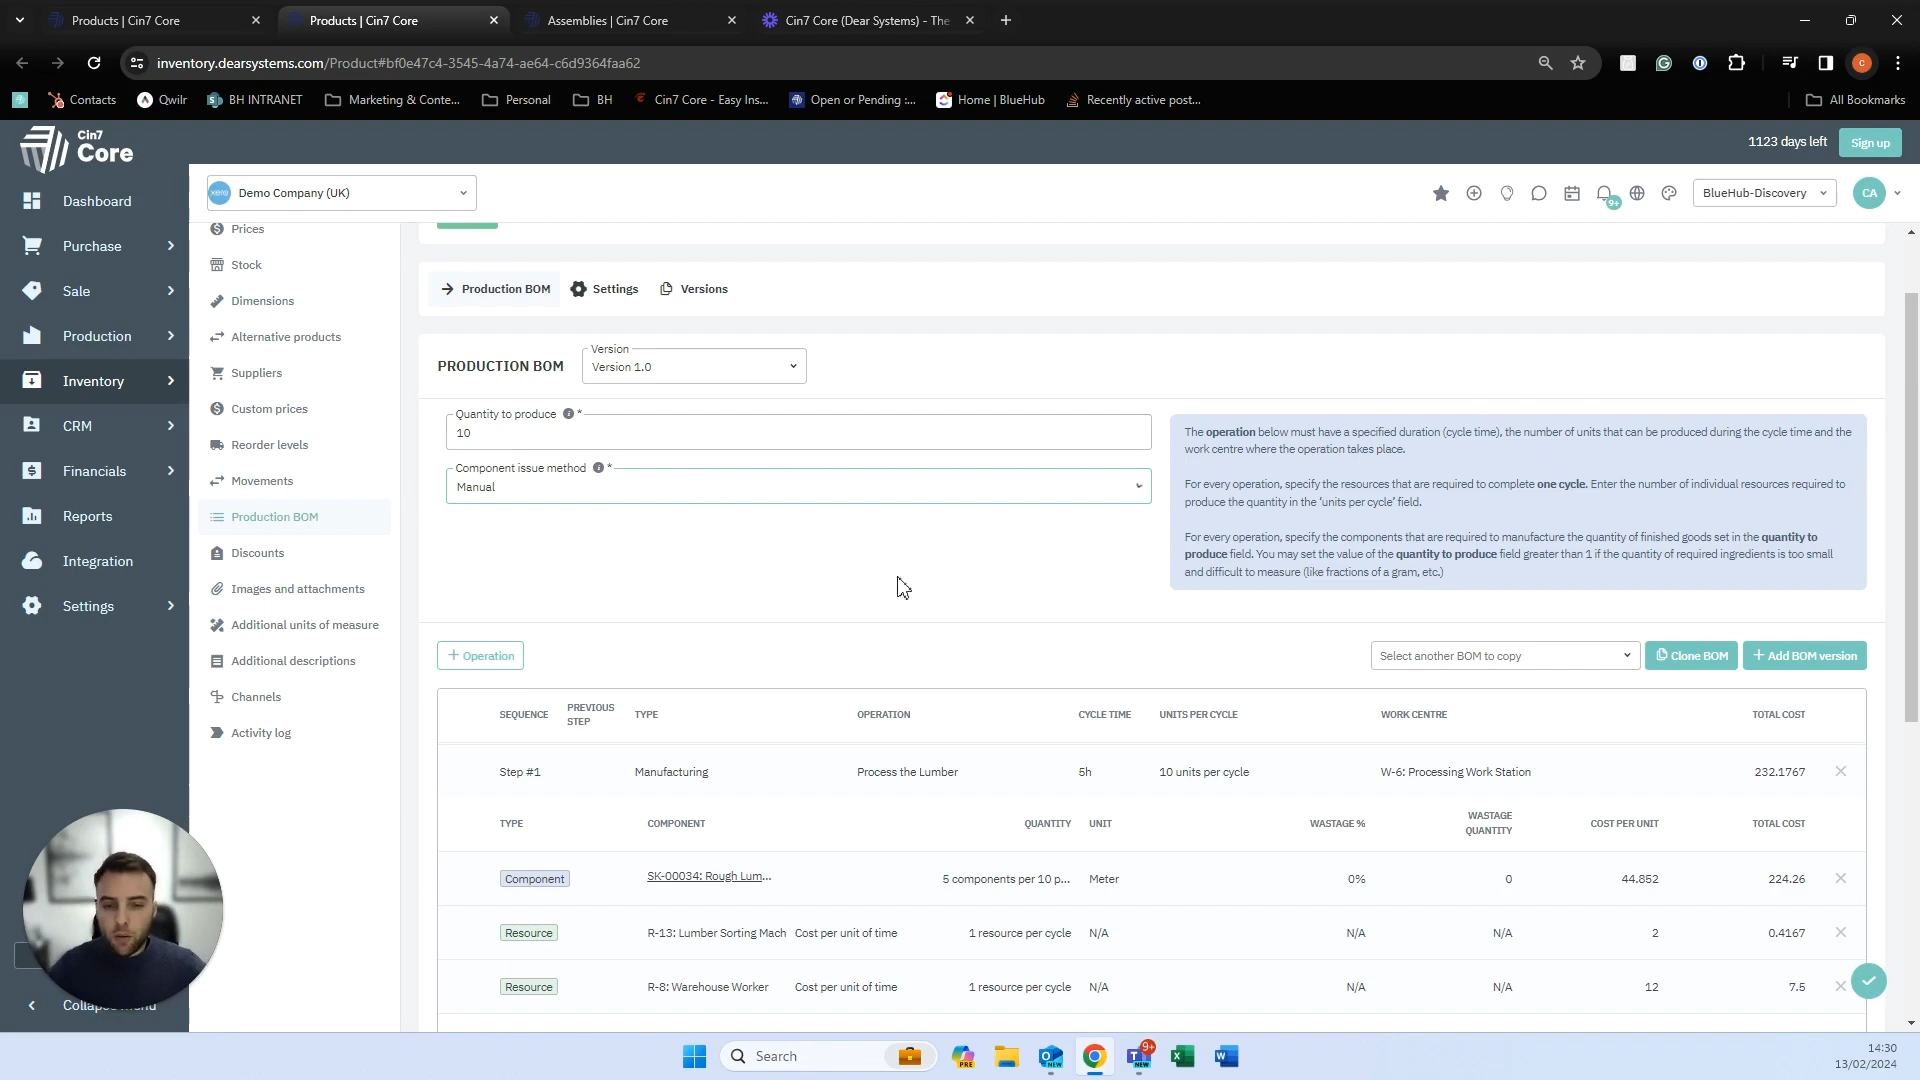 Products | Cin7 Core
Products | Cin7 Core
Assemblies | Cin7 Core
Cin7 Core (Dear Systems) - The
inventory.dearsystems.com/Product#bf0e47c4-3545-4a74-ae64-c6d9364faa62
C
Contacts
Qwilr
BH INTRANET
Marketing & Conte...
Personal
BH
Cin7 Core - Easy Ins...
Open or Pending :...
Home | BlueHub
Recently active post...
All Bookmarks
Cin7
Core
1123 days left
Sign up
xero
Demo Company (UK)
9+
BlueHub-Discovery
CA
Dashboard
Purchase
Sale
Production
Inventory
CRM
Financials
Reports
Integration
Settings
Prices
Stock
Dimensions
Alternative products
Suppliers
Custom prices
Reorder levels
Movements
Production BOM
Discounts
Images and attachments
Additional units of measure
Additional descriptions
Channels
Activity log
Production BOM
Settings
Versions
PRODUCTION BOM
Version
Version 1.0
Quantity to produce *
10
Component issue method *
Manual
The operation below must have a specified duration (cycle time), the number of units that can be produced during the cycle time and the
work centre where the operation takes place.
For every operation, specify the resources that are required to complete one cycle. Enter the number of individual resources required to
produce the quantity in the 'units per cycle' field.
For every operation, specify the components that are required to manufacture the quantity of finished goods set in the quantity to
produce field. You may set the value of the quantity to produce field greater than 1 if the quantity of required ingredients is too small
and difficult to measure (like fractions of a gram, etc.)
+ Operation
Select another BOM to copy
Clone BOM
+ Add BOM version
SEQUENCE PREVIOUS STEP TYPE OPERATION CYCLE TIME UNITS PER CYCLE WORK CENTRE TOTAL COST
Step #1 Manufacturing Process the Lumber 5h 10 units per cycle W-6: Processing Work Station 232.1767
TYPE COMPONENT QUANTITY UNIT WASTAGE % WASTAGE QUANTITY COST PER UNIT TOTAL COST
Component SK-00034: Rough Lum... 5 components per 10 p... Meter 0% 0 44.852 224.26
Resource R-13: Lumber Sorting Mach Cost per unit of time 1 resource per cycle N/A N/A N/A 2 0.4167
Resource R-8: Warehouse Worker Cost per unit of time 1 resource per cycle N/A N/A N/A 12 7.5
Search
PRE
NEW
9+
NEW
14:30
13/02/2024